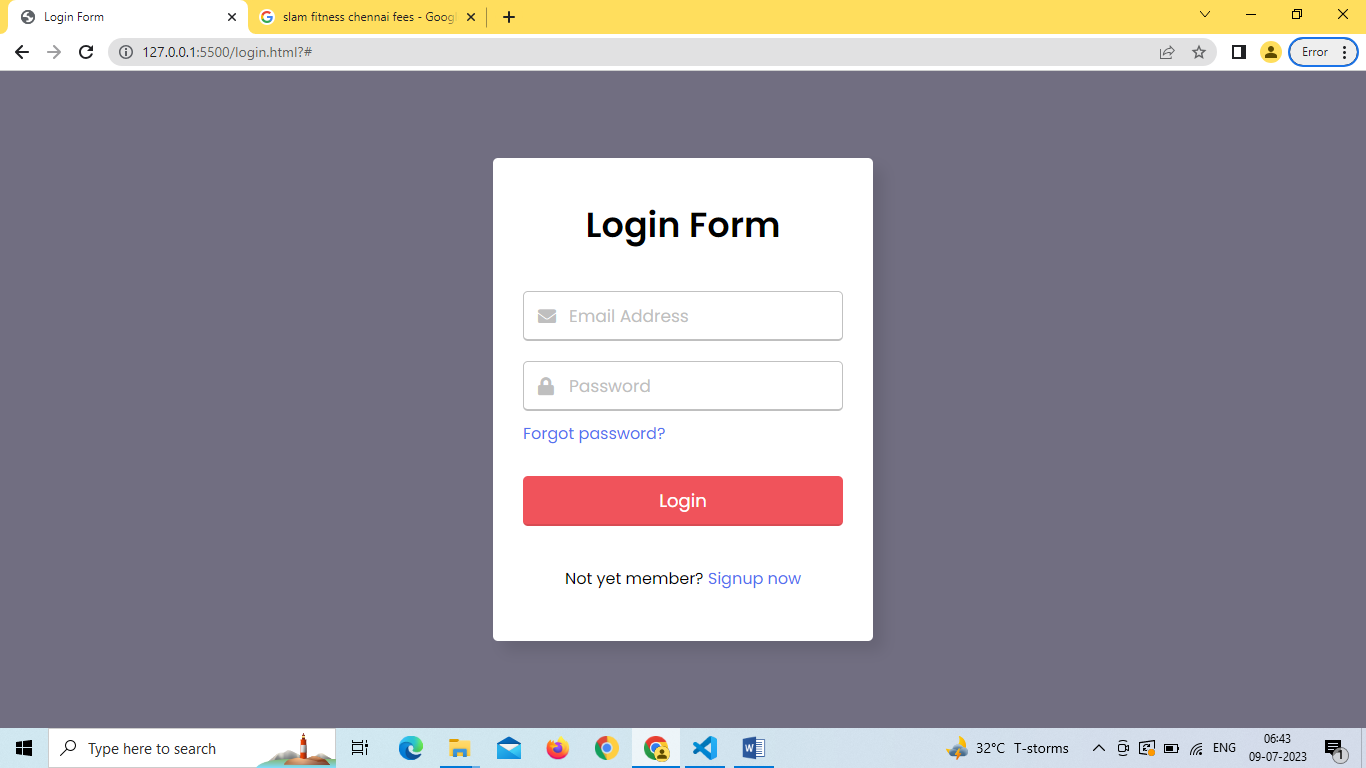 Login Form
slam fitness chennai fees - Goog
127.0.0.1:5500/login.html?#
Error
Login Form
Email Address
Password
Forgot password?
Login
Not yet member? Signup now
Type here to search
32°C T-storms
ENG
06:43
09-07-2023
1